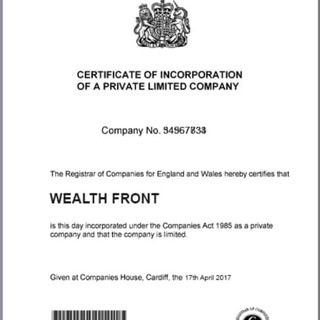 CERTIFICATE OF INCORPORATION
OF A PRIVATE LIMITED COMPANY
Company No.
The Registrar of Companies for England and Wales hereby certifies that
WEALTH FRONT
is this day incorporated under the Companies Act 1985 as a private
company and that the company is limited.
Given at Companies House, Cardiff, the 17th April 2017